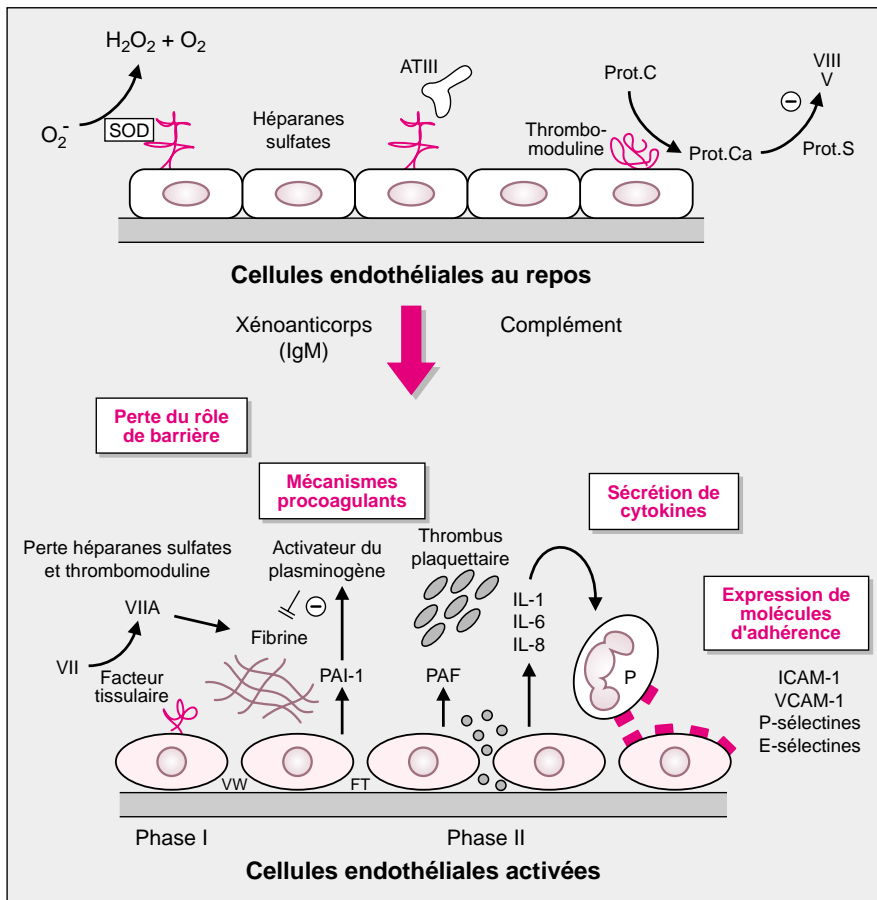 H₂O₂ + O₂
O₂⁻
SOD
Héparanes
sulfates
ATIII
Prot.C
Thrombo-
moduline
Prot.Ca
VIII
V
−
Prot.S
Cellules endothéliales au repos
Xénoanticorps
(IgM)
Complément
Perte du rôle
de barrière
Mécanismes
procoagulants
Sécrétion de
cytokines
Expression de
molécules
d'adhérence
Perte héparanes sulfates
et thrombomoduline
VII
VIIA
Facteur
tissulaire
Activateur du
plasminogène
−
Fibrine
PAI-1
Thrombus
plaquettaire
PAF
IL-1
IL-6
IL-8
P
ICAM-1
VCAM-1
P-sélectines
E-sélectines
VW
FT
Phase I
Phase II
Cellules endothéliales activées